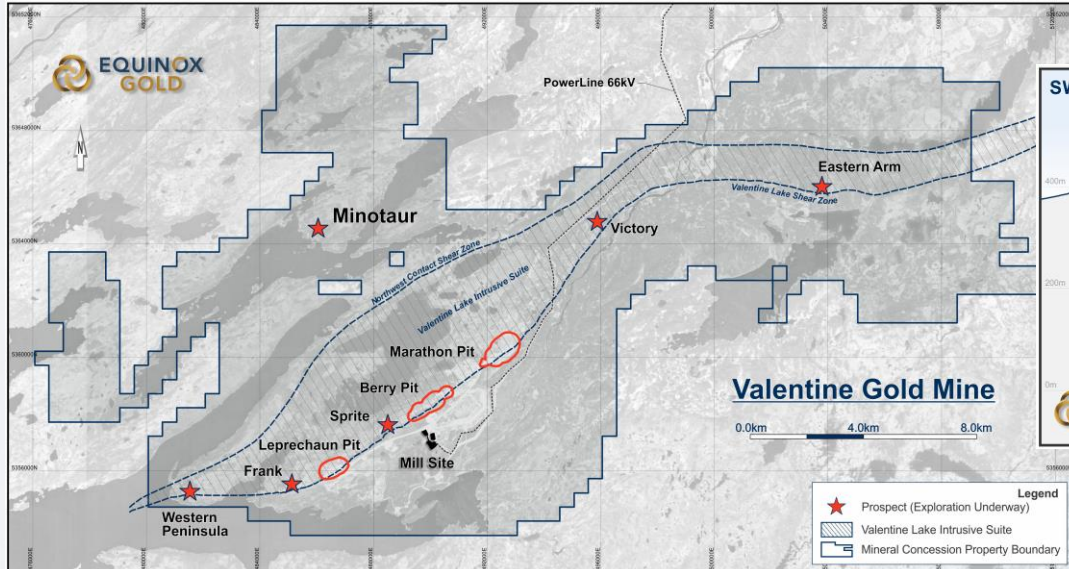 EQUINOX
GOLD
N
PowerLine 66kV
SW
Eastern Arm
Valentine Lake Shear Zone
400m
Minotaur
Victory
Northwest Contact Shear Zone
Valentine Lake Intrusive Suite
200m
Marathon Pit
Berry Pit
Valentine Gold Mine
0m
Sprite
0.0km
4.0km
8.0km
Leprechaun Pit
Mill Site
Frank
Western
Peninsula
Legend
Prospect (Exploration Underway)
Valentine Lake Intrusive Suite
Mineral Concession Property Boundary
5364000N
5360000N
5356000N